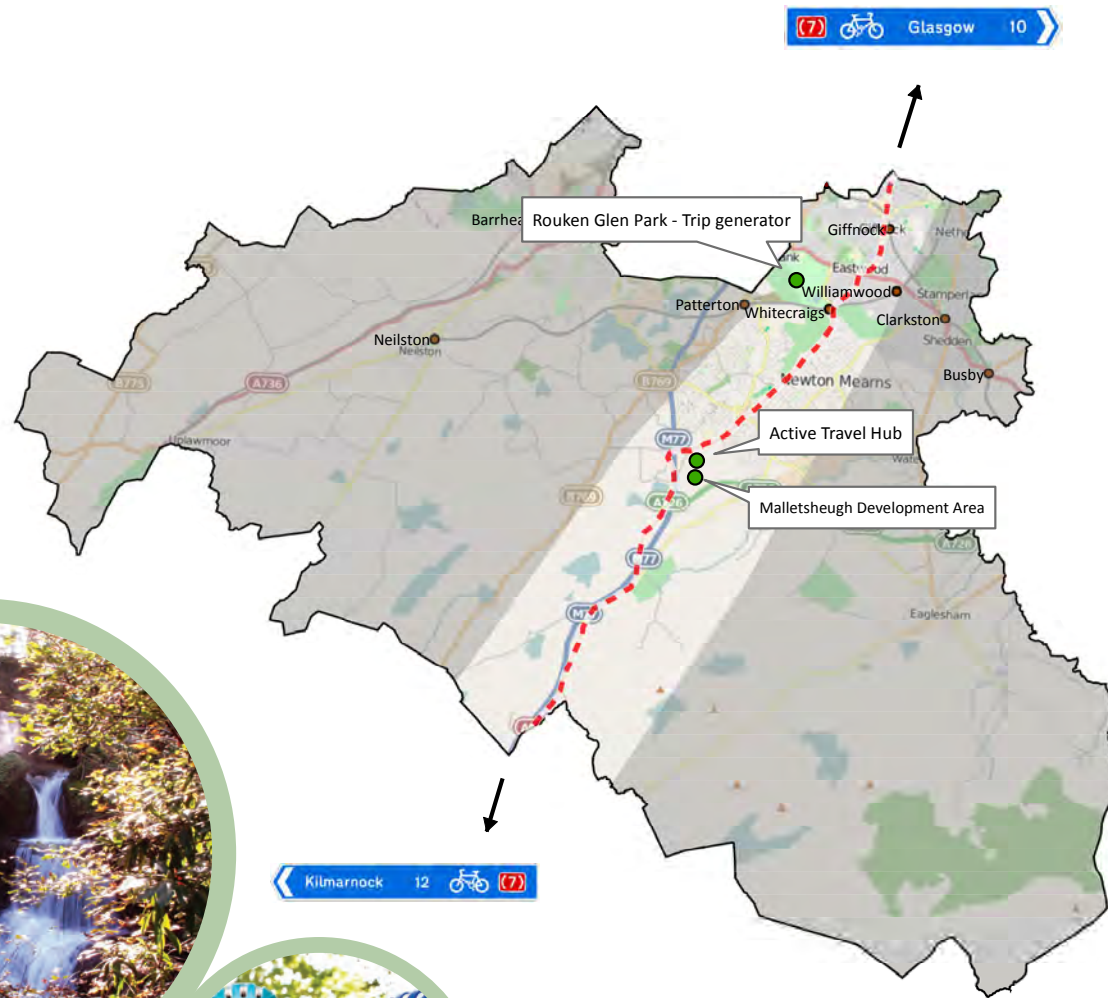 (7) Glasgow 10
Rouken Glen Park - Trip generator
Giffnock
Eastwood
Williamwood
Patterton
Whitecraigs
Clarkston
Shedden
Neilston
Neilston
Busby
B775
A736
B769
Newton Mearns
Uplawmoor
M77
Active Travel Hub
B769
A726
Malletsheugh Development Area
M77
A726
M77
Eaglesham
Kilmarnock 12 (7)